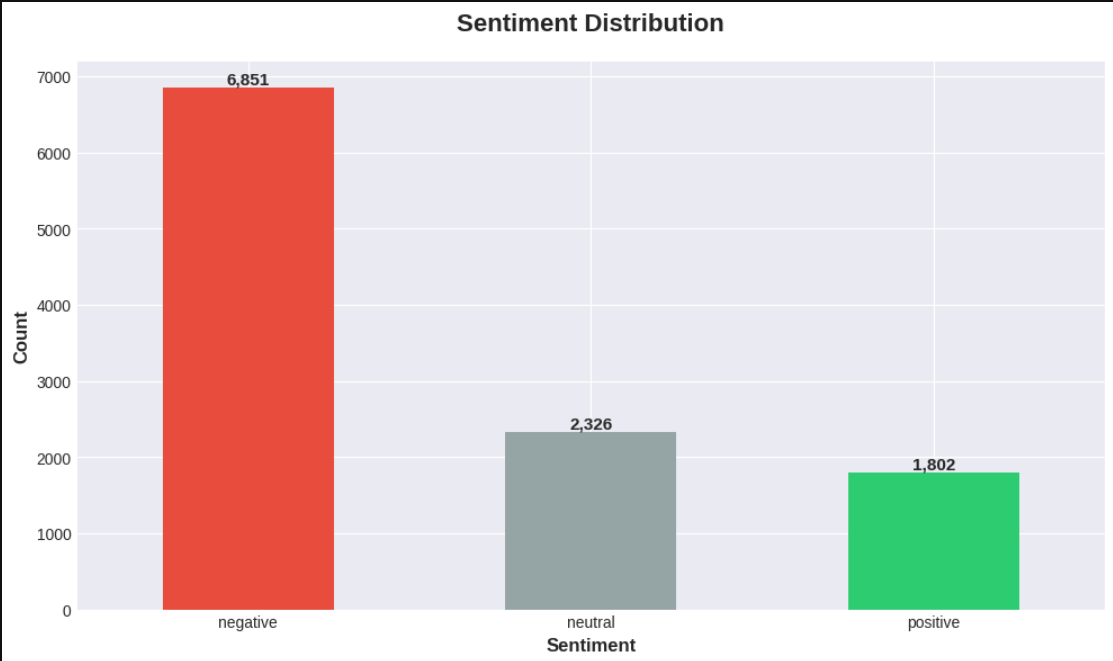 Sentiment Distribution
7000
6000
5000
4000
3000
2000
1000
0
Count
6,851
2,326
1,802
negative
neutral
positive
Sentiment